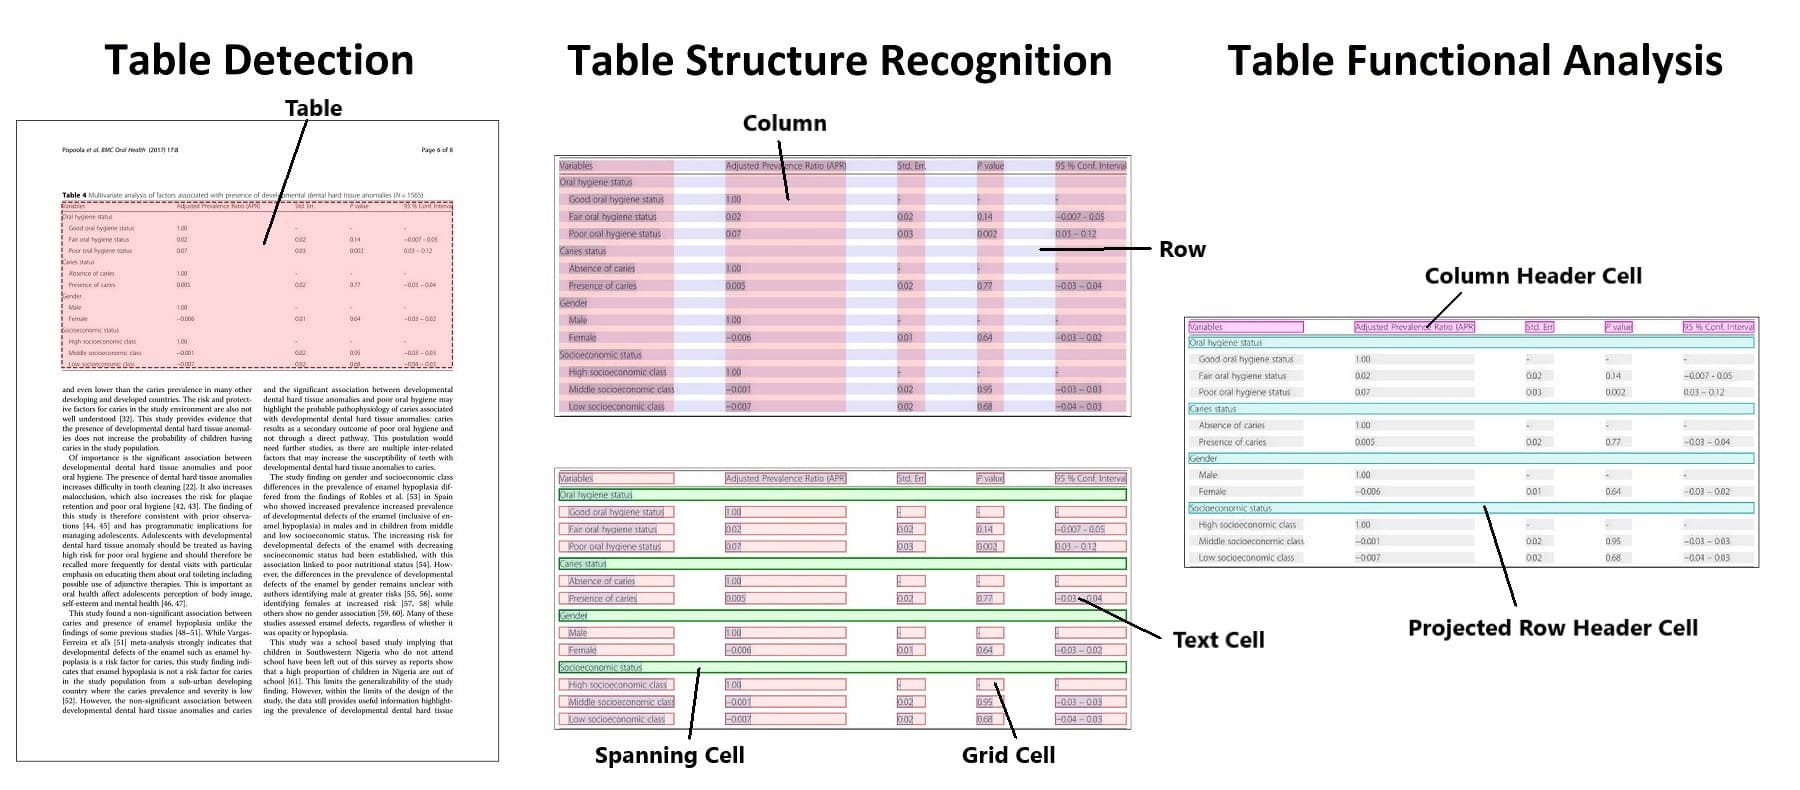 Table Detection
Table
Popoola et al. BMC Oral Health (2017) 17:8
Page 6 of 8
Table 4 Multivariate analysis of factors associated with presence of developmental dental hard tissue anomalies (N = 1565)
Variables Adjusted Prevalence Ratio (APR) Std. Err. P value 95 % Conf. Interval
Oral hygiene status
Good oral hygiene status 1.00 - - -
Fair oral hygiene status 0.02 0.02 0.14 −0.007 - 0.05
Poor oral hygiene status 0.07 0.03 0.002 0.03 – 0.12
Caries status
Absence of caries 1.00 - - -
Presence of caries 0.005 0.02 0.77 −0.03 – 0.04
Gender
Male 1.00 - - -
Female −0.006 0.01 0.64 −0.03 – 0.02
Socioeconomic status
High socioeconomic class 1.00 - - -
Middle socioeconomic class −0.001 0.02 0.95 −0.03 – 0.03
Low socioeconomic class −0.007 0.02 0.68 −0.04 – 0.03
and even lower than the caries prevalence in many other
developing and developed countries. The risk and protect-
ive factors for caries in the study environment are also not
well understood [32]. This study provides evidence that
the presence of developmental dental hard tissue anomal-
ies does not increase the probability of children having
caries in the study population.
Of importance is the significant association between
developmental dental hard tissue anomalies and poor
oral hygiene. The presence of dental hard tissue anomalies
increases difficulty in tooth cleaning [22]. It also increases
malocclusion, which also increases the risk for plaque
retention and poor oral hygiene [42, 43]. The finding of
this study is therefore consistent with prior observa-
tions [44, 45] and has programmatic implications for
managing adolescents. Adolescents with developmental
dental hard tissue anomaly should be treated as having
high risk for poor oral hygiene and should therefore be
recalled more frequently for dental visits with particular
emphasis on educating them about oral toileting including
possible use of adjunctive therapies. This is important as
oral health affect adolescents perception of body image,
self-esteem and mental health [46, 47].
This study found a non-significant association between
caries and presence of enamel hypoplasia unlike the
findings of some previous studies [48–51]. While Vargas-
Ferreira et al's [51] meta-analysis strongly indicates that
developmental defects of the enamel such as enamel hy-
poplasia is a risk factor for caries, this study finding indi-
cates that enamel hypoplasia is not a risk factor for caries
in the study population from a sub-urban developing
country where the caries prevalence and severity is low
[52]. However, the non-significant association between
developmental dental hard tissue anomalies and caries
and the significant association between developmental
dental hard tissue anomalies and poor oral hygiene may
highlight the probable pathophysiology of caries associated
with developmental dental hard tissue anomalies: caries
results as a secondary outcome of poor oral hygiene and
not through a direct pathway. This postulation would
need further studies, as there are multiple inter-related
factors that may increase the susceptibility of teeth with
developmental dental hard tissue anomalies to caries.
The study finding on gender and socioeconomic class
differences in the prevalence of enamel hypoplasia dif-
fered from the findings of Robles et al. [53] in Spain
who showed increased prevalence increased prevalence
of developmental defects of the enamel (inclusive of en-
amel hypoplasia) in males and in children from middle
and low socioeconomic status. The increasing risk for
developmental defects of the enamel with decreasing
socioeconomic status had been established, with this
association linked to poor nutritional status [54]. How-
ever, the differences in the prevalence of developmental
defects of the enamel by gender remains unclear with
authors identifying male at greater risks [55, 56], some
identifying females at increased risk [57, 58] while
others show no gender association [59, 60]. Many of these
studies assessed enamel defects, regardless of whether it
was opacity or hypoplasia.
This study was a school based study implying that
children in Southwestern Nigeria who do not attend
school have been left out of this survey as reports show
that a high proportion of children in Nigeria are out of
school [61]. This limits the generalizability of the study
finding. However, within the limits of the design of the
study, the data still provides useful information highlight-
ing the prevalence of developmental dental hard tissue
Table Structure Recognition
Column
Variables Adjusted Prevalence Ratio (APR) Std. Err. P value 95 % Conf. Interval
Oral hygiene status
Good oral hygiene status 1.00 - - -
Fair oral hygiene status 0.02 0.02 0.14 −0.007 - 0.05
Poor oral hygiene status 0.07 0.03 0.002 0.03 – 0.12
Caries status
Row
Absence of caries 1.00 - - -
Presence of caries 0.005 0.02 0.77 −0.03 – 0.04
Gender
Male 1.00 - - -
Female −0.006 0.01 0.64 −0.03 – 0.02
Socioeconomic status
High socioeconomic class 1.00 - - -
Middle socioeconomic class −0.001 0.02 0.95 −0.03 – 0.03
Low socioeconomic class −0.007 0.02 0.68 −0.04 – 0.03
Variables Adjusted Prevalence Ratio (APR) Std. Err. P value 95 % Conf. Interval
Oral hygiene status
Good oral hygiene status 1.00 - - -
Fair oral hygiene status 0.02 0.02 0.14 −0.007 - 0.05
Poor oral hygiene status 0.07 0.03 0.002 0.03 – 0.12
Caries status
Absence of caries 1.00 - - -
Presence of caries 0.005 0.02 0.77 −0.03 – 0.04
Gender
Male 1.00 - - -
Text Cell
Female −0.006 0.01 0.64 −0.03 – 0.02
Socioeconomic status
High socioeconomic class 1.00 - - -
Middle socioeconomic class −0.001 0.02 0.95 −0.03 – 0.03
Low socioeconomic class −0.007 0.02 0.68 −0.04 – 0.03
Spanning Cell
Grid Cell
Table Functional Analysis
Column Header Cell
Variables Adjusted Prevalence Ratio (APR) Std. Err. P value 95 % Conf. Interval
Oral hygiene status
Good oral hygiene status 1.00 - - -
Fair oral hygiene status 0.02 0.02 0.14 −0.007 - 0.05
Poor oral hygiene status 0.07 0.03 0.002 0.03 – 0.12
Caries status
Absence of caries 1.00 - - -
Presence of caries 0.005 0.02 0.77 −0.03 – 0.04
Gender
Male 1.00 - - -
Female −0.006 0.01 0.64 −0.03 – 0.02
Socioeconomic status
High socioeconomic class 1.00 - - -
Middle socioeconomic class −0.001 0.02 0.95 −0.03 – 0.03
Low socioeconomic class −0.007 0.02 0.68 −0.04 – 0.03
Projected Row Header Cell